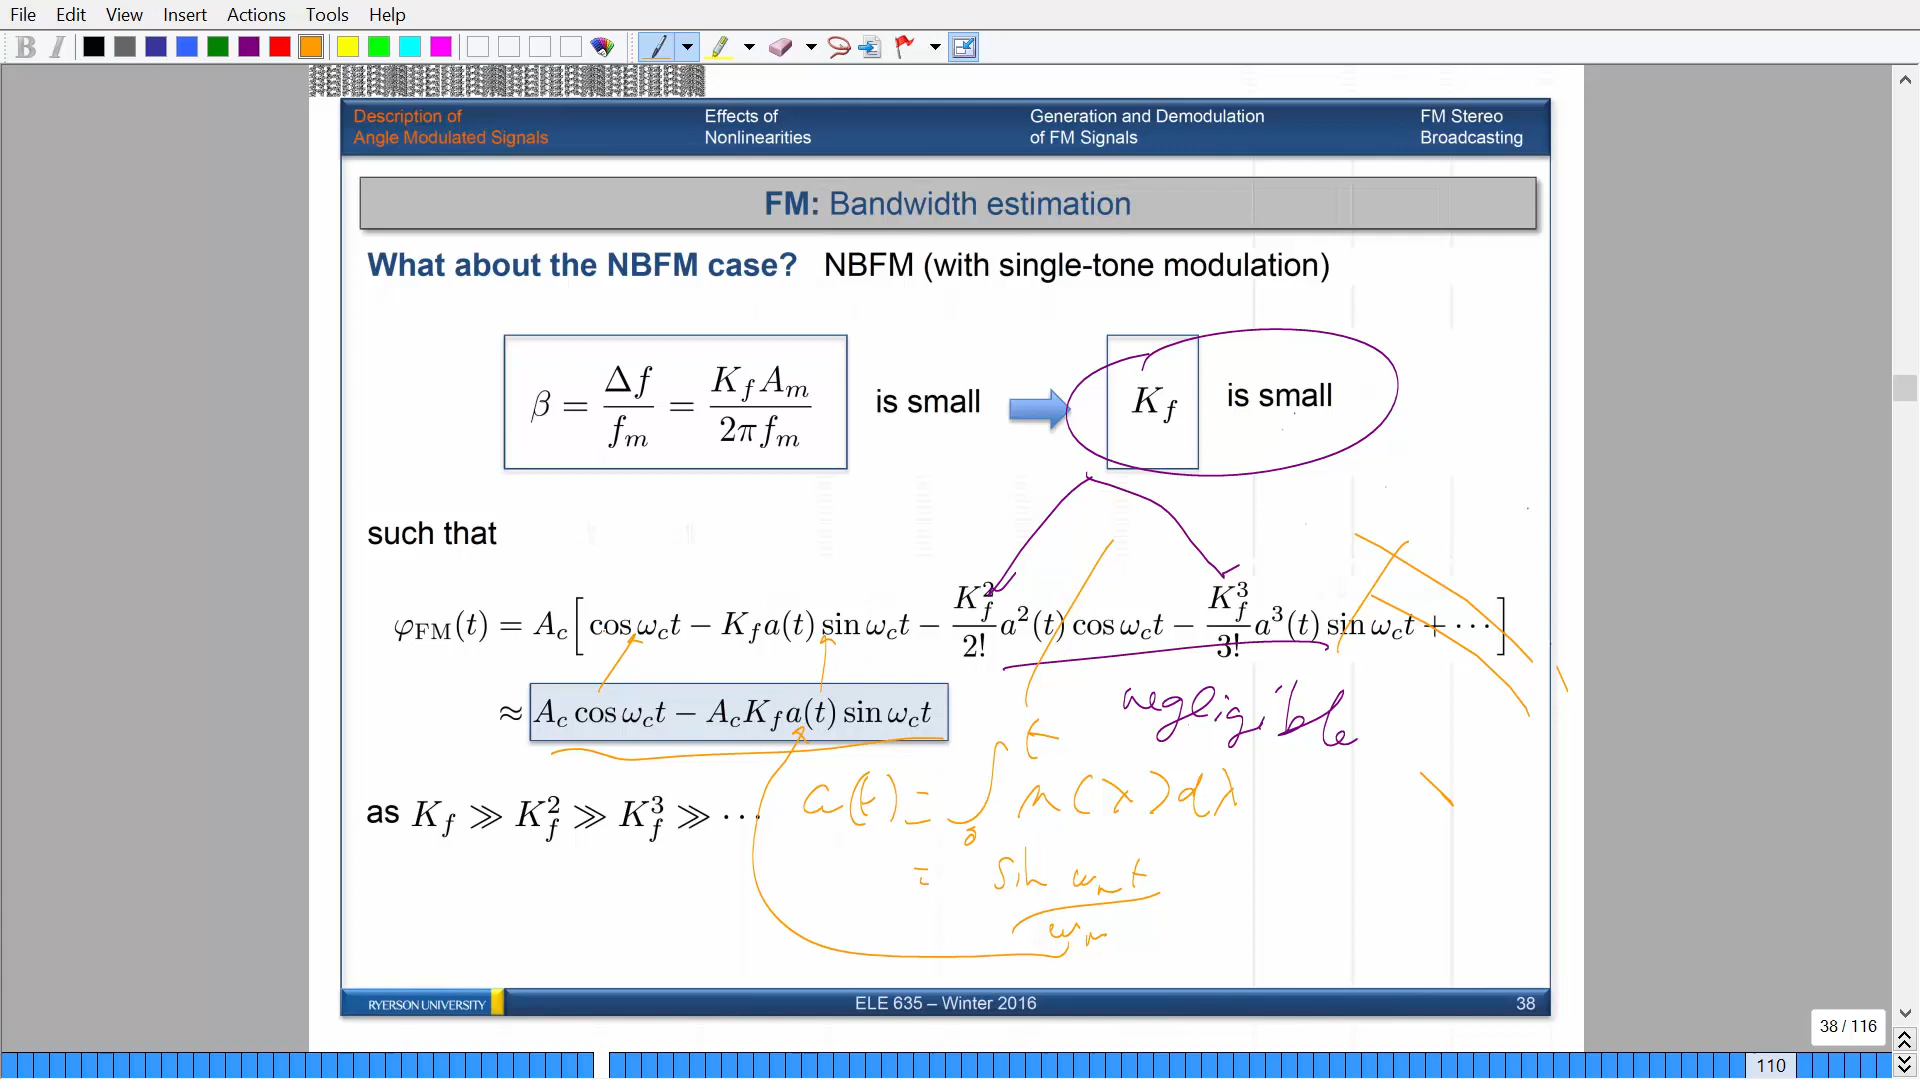 File Edit View Insert Actions Tools Help
B I
Description of Angle Modulated Signals
Effects of Nonlinearities
Generation and Demodulation of FM Signals
FM Stereo Broadcasting
FM: Bandwidth estimation
What about the NBFM case? NBFM (with single-tone modulation)
β = Δf / f_m = K_f A_m / 2π f_m is small K_f is small
such that
φ_FM(t) = A_c [ cos ω_c t − K_f a(t) sin ω_c t − K_f^2 / 2! a^2(t) cos ω_c t − K_f^3 / 3! a^3(t) sin ω_c t + ⋯ ]
≈ A_c cos ω_c t − A_c K_f a(t) sin ω_c t
negligible
a(t) = ∫_0^t m(λ) dλ
as K_f ≫ K_f^2 ≫ K_f^3 ≫ ⋯
= sin ω_m t / ω_m
RYERSON UNIVERSITY
ELE 635 – Winter 2016
38
38 / 116
110